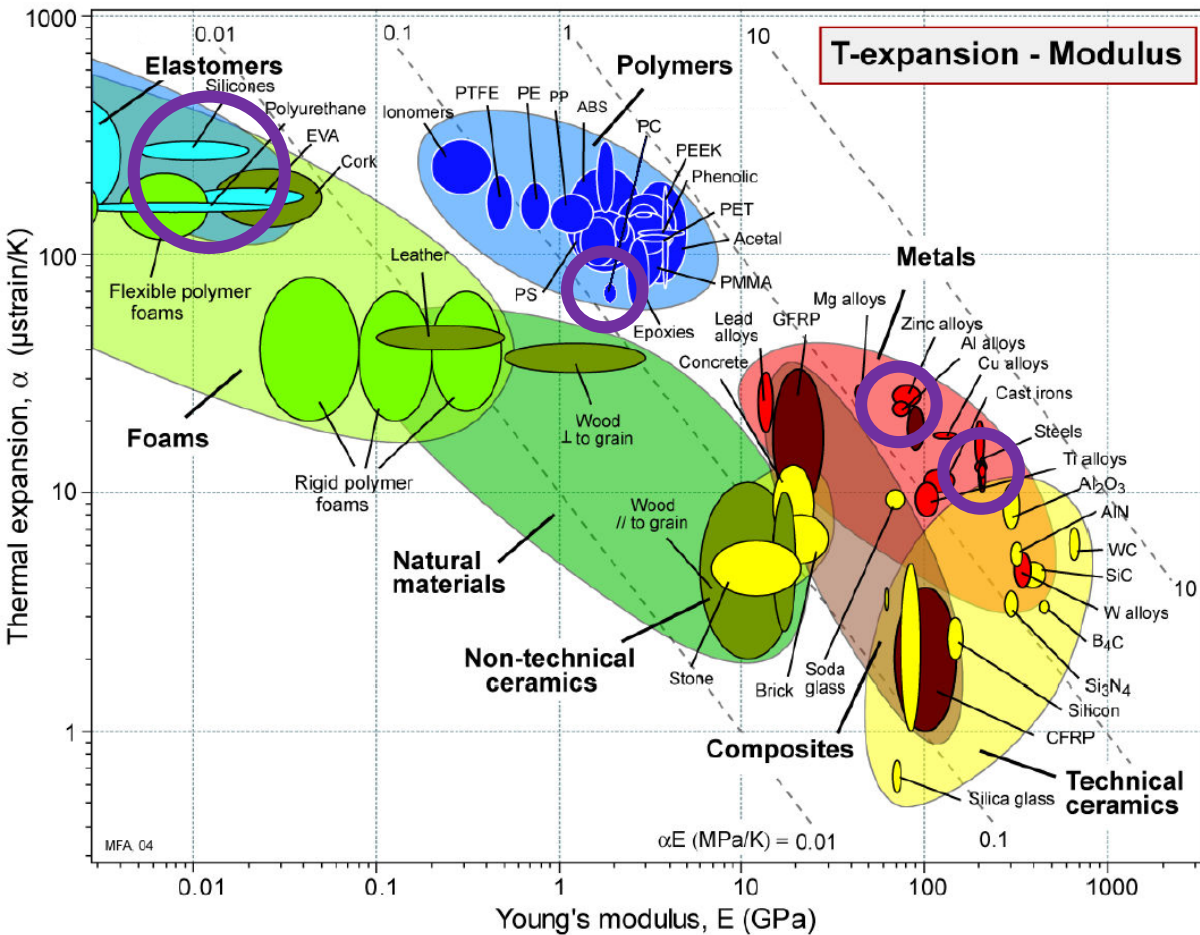 T-expansion - Modulus
1000
100
10
1
Thermal expansion, α (µstrain/K)
0.01
0.1
1
10
Elastomers
Silicones
Polyurethane
EVA
Cork
Flexible polymer
foams
Leather
Foams
Rigid polymer
foams
Polymers
Ionomers
PTFE
PE
PP
ABS
PC
PEEK
Phenolic
PET
Acetal
PMMA
PS
Epoxies
Wood
⊥ to grain
Wood
// to grain
Natural
materials
Non-technical
ceramics
Stone
Brick
Soda
glass
Concrete
Lead
alloys
GFRP
Mg alloys
Metals
Zinc alloys
Al alloys
Cu alloys
Cast irons
Steels
Ti alloys
Al₂O₃
AlN
WC
SiC
10
W alloys
B₄C
Si₃N₄
Silicon
CFRP
Composites
Technical
ceramics
Silica glass
MFA, 04
αE (MPa/K) = 0.01
0.1
0.01
0.1
1
10
100
1000
Young's modulus, E (GPa)